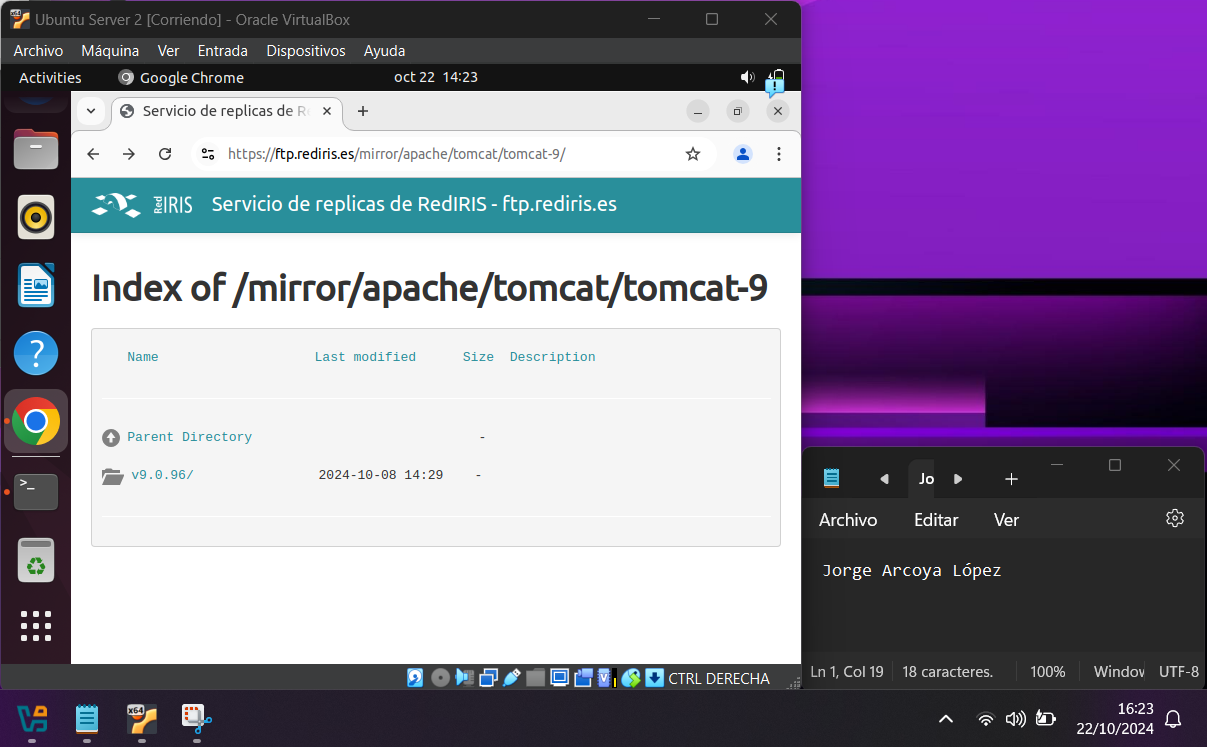 Ubuntu Server 2 [Corriendo] - Oracle VirtualBox
Archivo Máquina Ver Entrada Dispositivos Ayuda
Activities Google Chrome oct 22 14:23
Servicio de replicas de R
https://ftp.rediris.es/mirror/apache/tomcat/tomcat-9/
RedIRIS Servicio de replicas de RedIRIS - ftp.rediris.es
Index of /mirror/apache/tomcat/tomcat-9
Name Last modified Size Description
Parent Directory -
v9.0.96/ 2024-10-08 14:29 -
CTRL DERECHA
Jo
Archivo Editar Ver
Jorge Arcoya López
Ln 1, Col 19 18 caracteres. 100% Window UTF-8
x64
16:23
22/10/2024